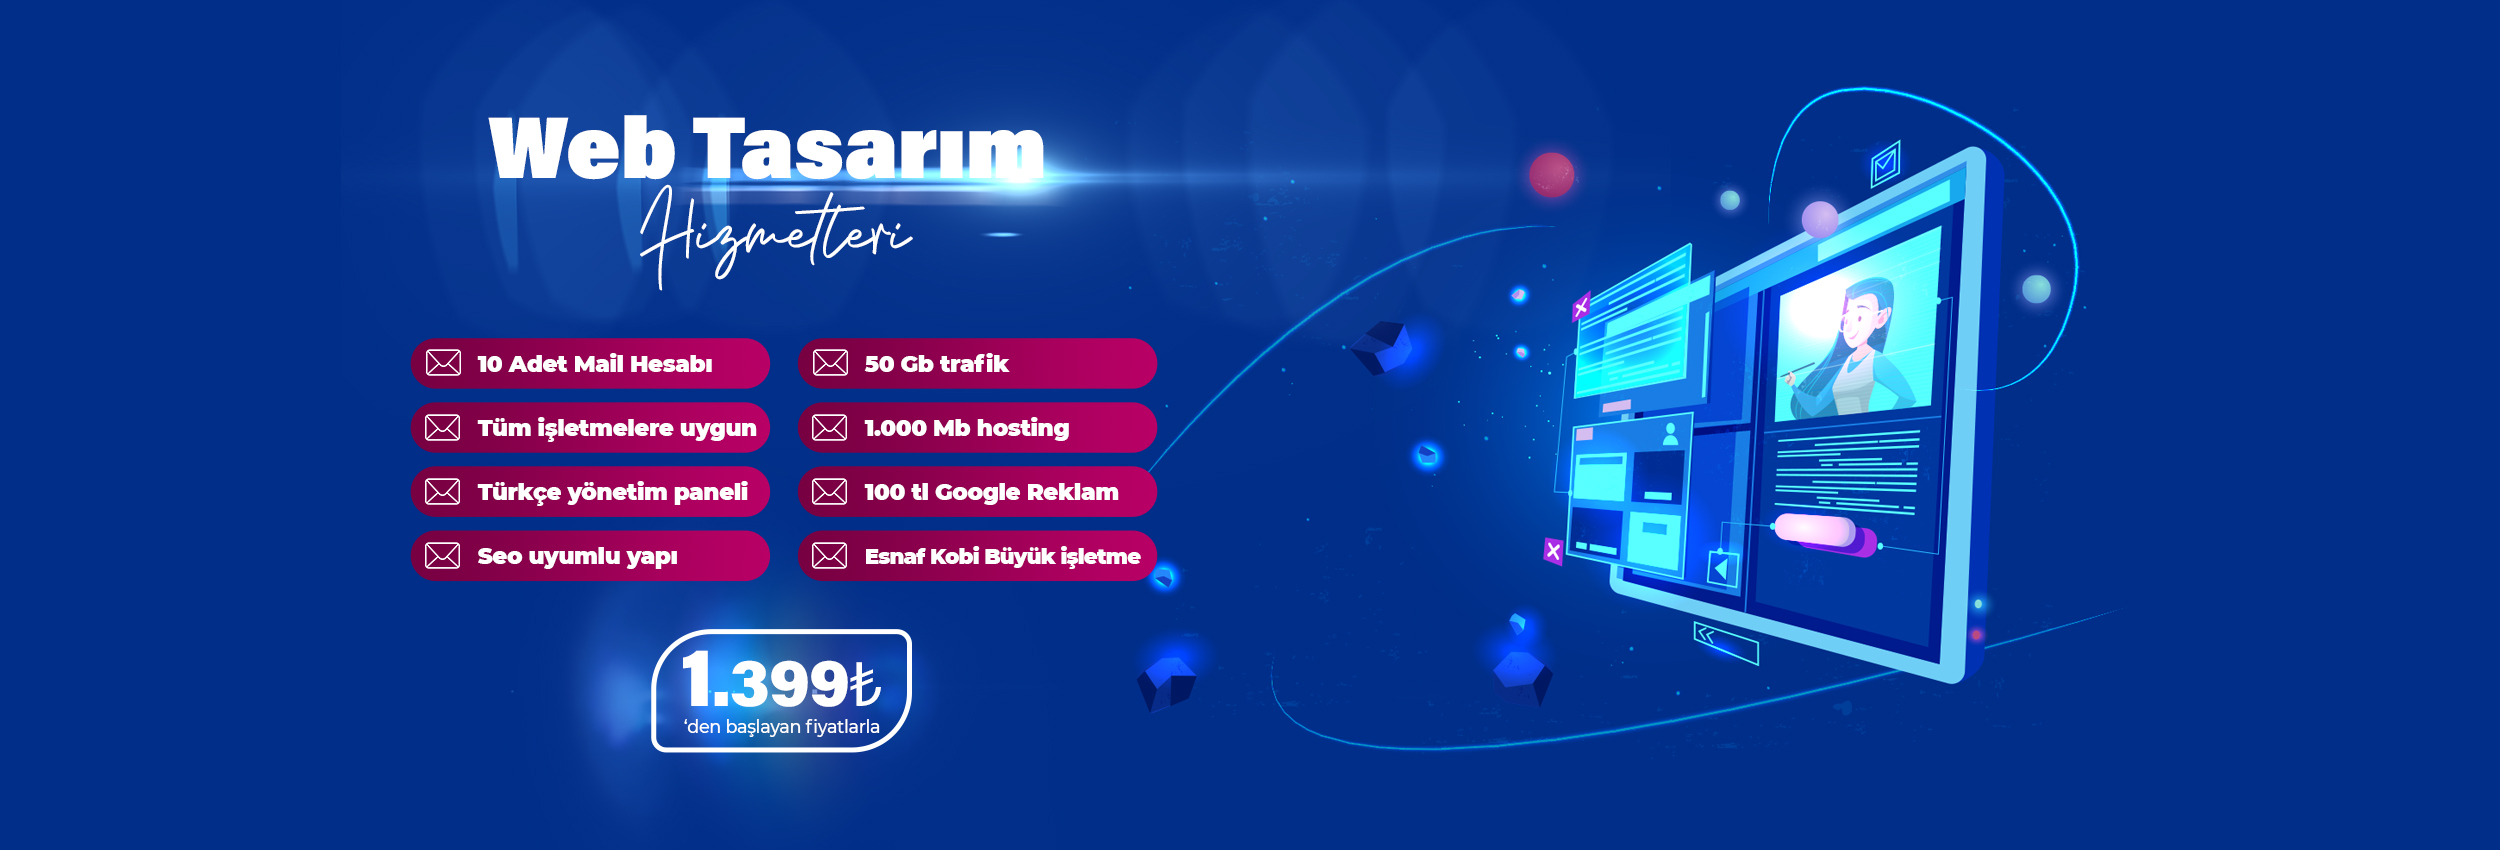 Web Tasarım
Hizmetleri
10 Adet Mail Hesabı
50 Gb trafik
Tüm işletmelere uygun
1.000 Mb hosting
Türkçe yönetim paneli
100 tl Google Reklam
Seo uyumlu yapı
Esnaf Kobi Büyük işletme
1.399₺
‘den başlayan fiyatlarla